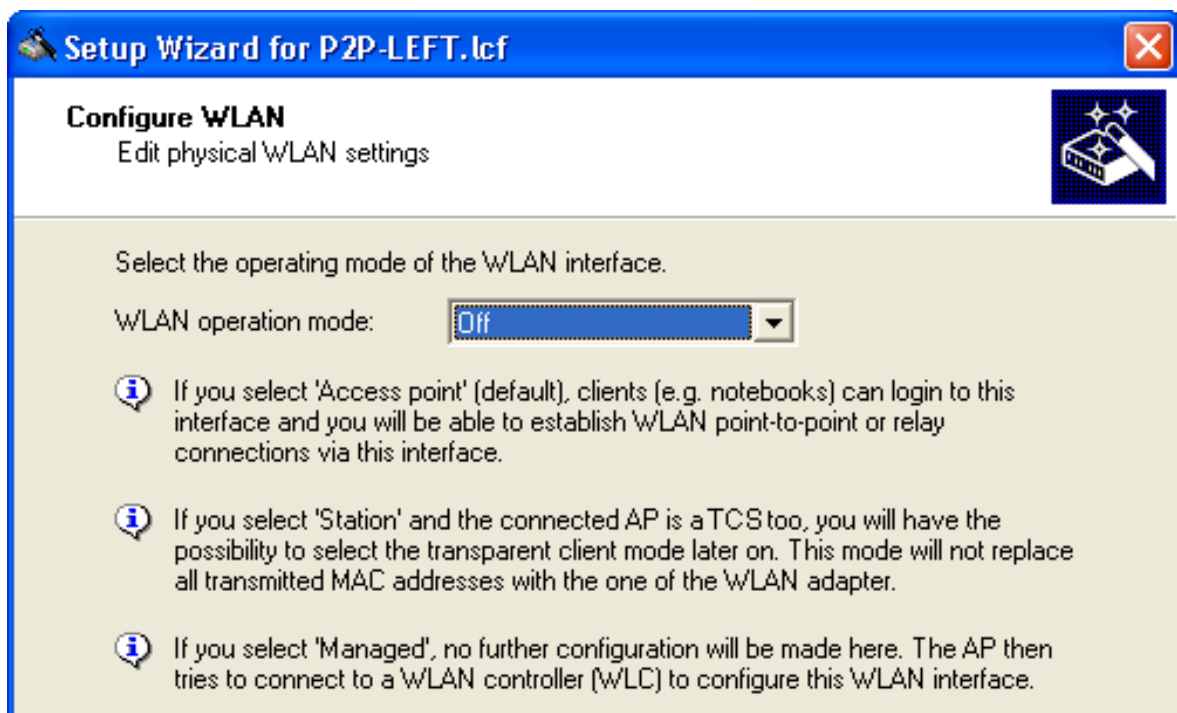 Setup Wizard for P2P-LEFT.lcf
Configure WLAN
Edit physical WLAN settings
Select the operating mode of the WLAN interface.
WLAN operation mode: Off
If you select 'Access point' (default), clients (e.g. notebooks) can login to this
interface and you will be able to establish WLAN point-to-point or relay
connections via this interface.
If you select 'Station' and the connected AP is a TCS too, you will have the
possibility to select the transparent client mode later on. This mode will not replace
all transmitted MAC addresses with the one of the WLAN adapter.
If you select 'Managed', no further configuration will be made here. The AP then
tries to connect to a WLAN controller (WLC) to configure this WLAN interface.